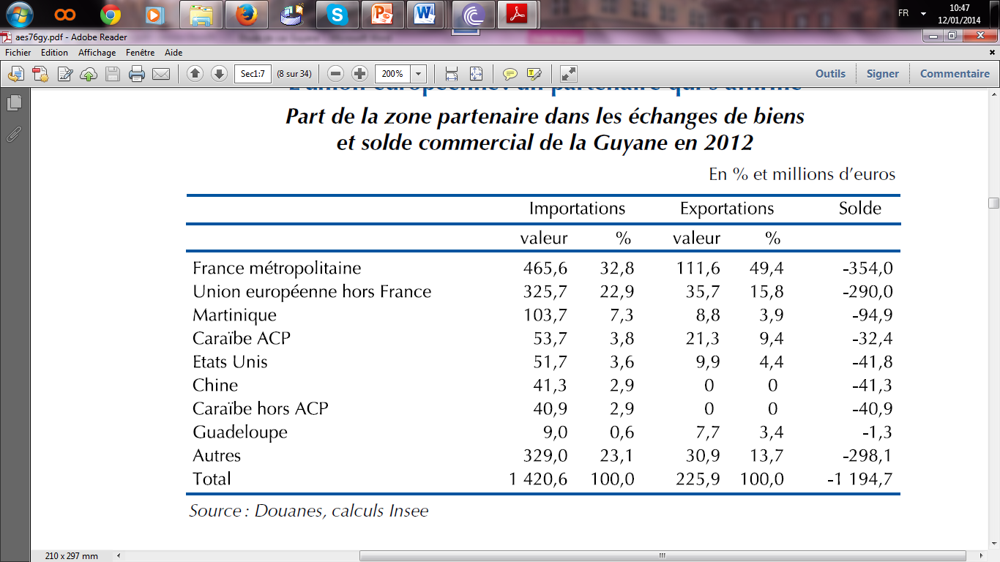 FR
10:47
12/01/2014
aes76gy.pdf - Adobe Reader
Fichier Edition Affichage Fenêtre Aide
Sec1:7 (8 sur 34) 200% Outils Signer Commentaire
L'union européenne : un partenaire qui s'affirme
Part de la zone partenaire dans les échanges de biens
et solde commercial de la Guyane en 2012
En % et millions d'euros
Importations Exportations Solde
valeur % valeur %
France métropolitaine 465,6 32,8 111,6 49,4 -354,0
Union européenne hors France 325,7 22,9 35,7 15,8 -290,0
Martinique 103,7 7,3 8,8 3,9 -94,9
Caraïbe ACP 53,7 3,8 21,3 9,4 -32,4
Etats Unis 51,7 3,6 9,9 4,4 -41,8
Chine 41,3 2,9 0 0 -41,3
Caraïbe hors ACP 40,9 2,9 0 0 -40,9
Guadeloupe 9,0 0,6 7,7 3,4 -1,3
Autres 329,0 23,1 30,9 13,7 -298,1
Total 1 420,6 100,0 225,9 100,0 -1 194,7
Source : Douanes, calculs Insee
210 x 297 mm